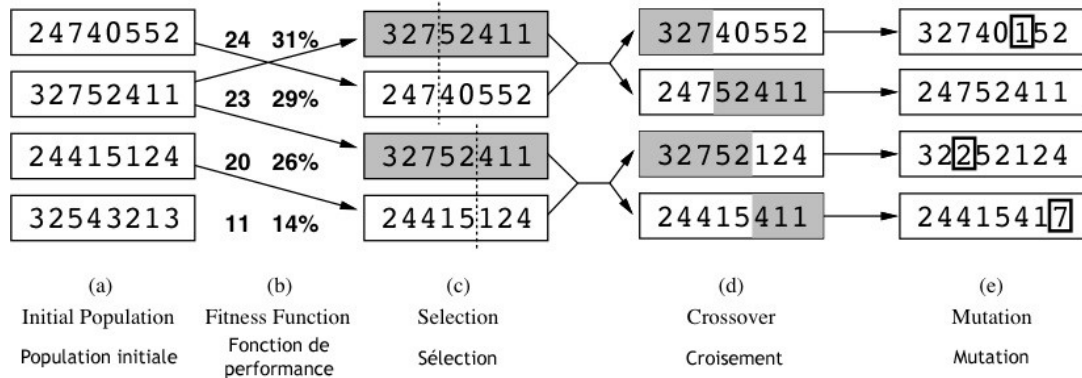 24740552 24 31% 32752411 32740552 32740152
32752411 23 29% 24740552 24752411 24752411
24415124 20 26% 32752411 32752124 32252124
32543213 11 14% 24415124 24415411 24415417
(a) (b) (c) (d) (e)
Initial Population Fitness Function Selection Crossover Mutation
Population initiale Fonction de performance Sélection Croisement Mutation